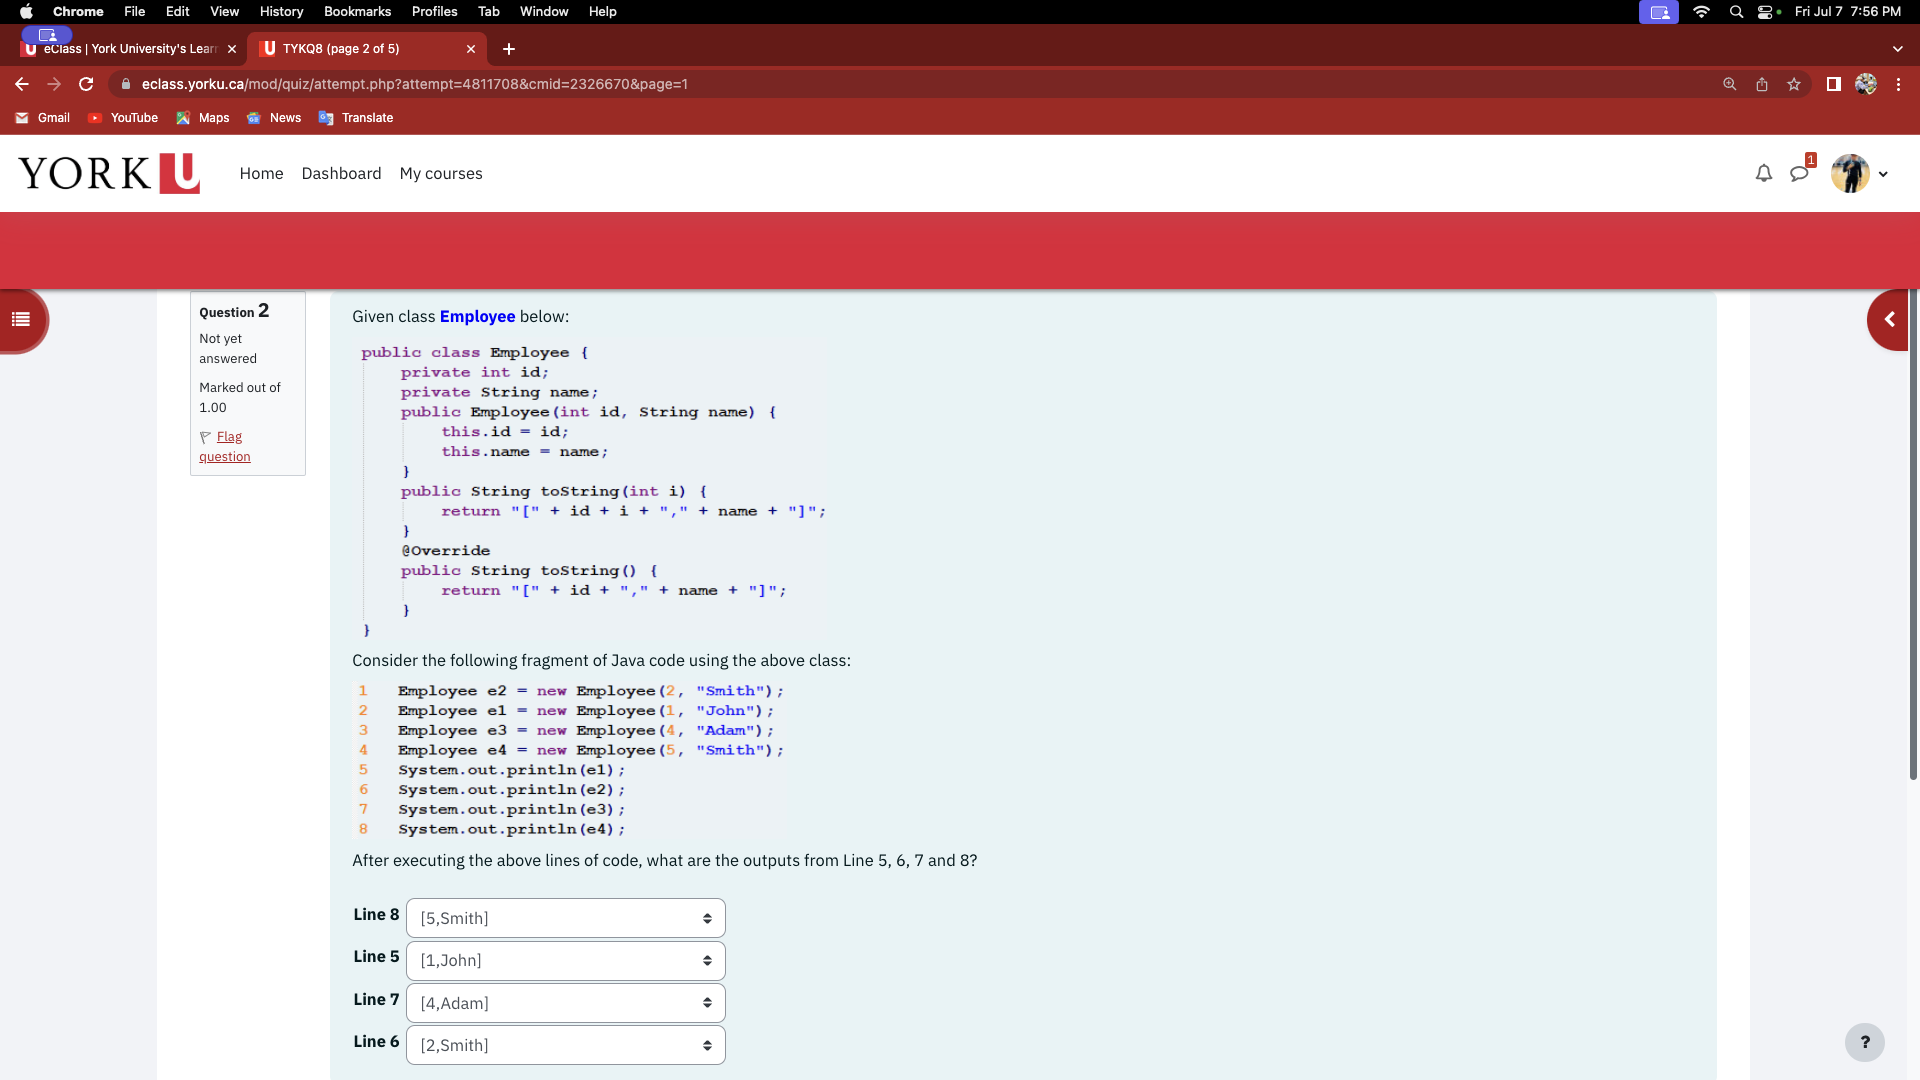 Chrome File Edit View History Bookmarks Profiles Tab Window Help Fri Jul 7 7:56 PM
eClass | York University's Lear TYKQ8 (page 2 of 5)
eclass.yorku.ca/mod/quiz/attempt.php?attempt=4811708&cmid=2326670&page=1
Gmail YouTube Maps News Translate
YORK U Home Dashboard My courses 1
Question 2
Not yet
answered
Marked out of
1.00
Flag
question
Given class Employee below:
public class Employee {
private int id;
private String name;
public Employee(int id, String name) {
this.id = id;
this.name = name;
}
public String toString(int i) {
return "[" + id + i + "," + name + "]";
}
@Override
public String toString() {
return "[" + id + "," + name + "]";
}
}
Consider the following fragment of Java code using the above class:
1 Employee e2 = new Employee(2, "Smith");
2 Employee e1 = new Employee(1, "John");
3 Employee e3 = new Employee(4, "Adam");
4 Employee e4 = new Employee(5, "Smith");
5 System.out.println(e1);
6 System.out.println(e2);
7 System.out.println(e3);
8 System.out.println(e4);
After executing the above lines of code, what are the outputs from Line 5, 6, 7 and 8?
Line 8 [5,Smith]
Line 5 [1,John]
Line 7 [4,Adam]
Line 6 [2,Smith]
?